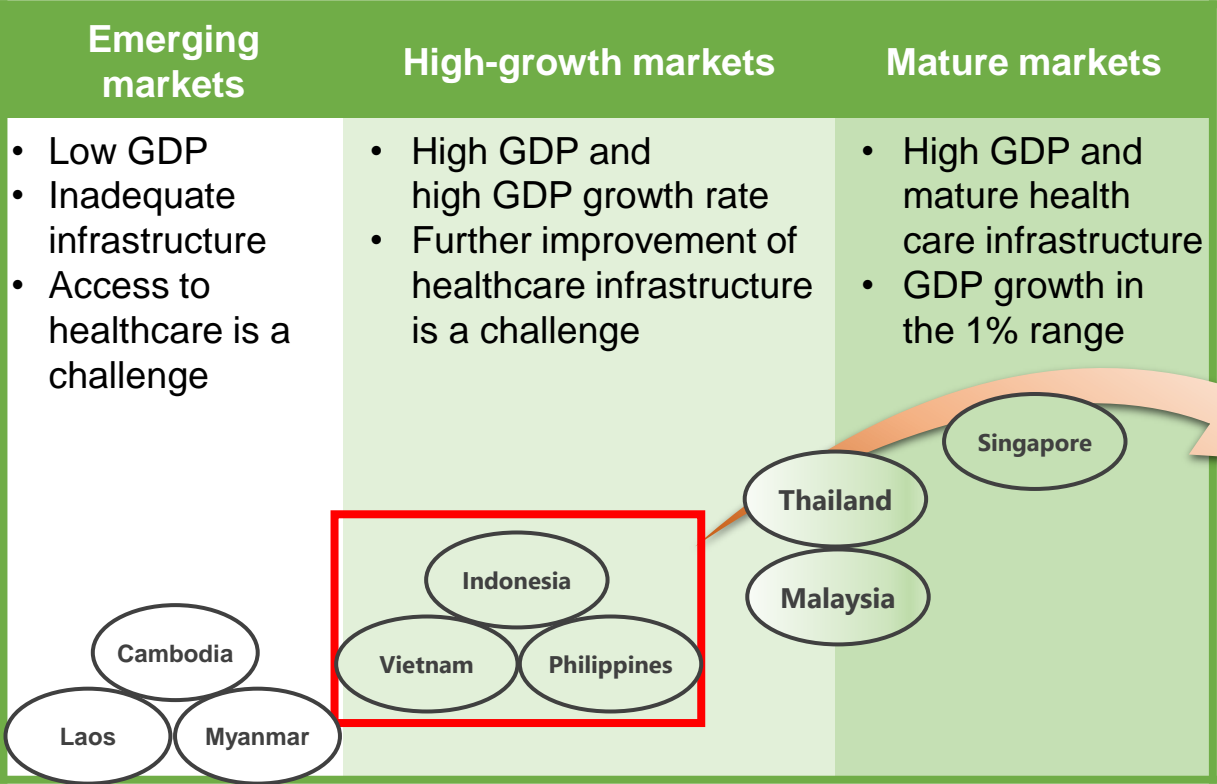 Emerging
markets
High-growth markets
Mature markets
• Low GDP
• Inadequate
infrastructure
• Access to
healthcare is a
challenge
• High GDP and
high GDP growth rate
• Further improvement of
healthcare infrastructure
is a challenge
• High GDP and
mature health
care infrastructure
• GDP growth in
the 1% range
Singapore
Thailand
Malaysia
Indonesia
Vietnam
Philippines
Cambodia
Laos
Myanmar